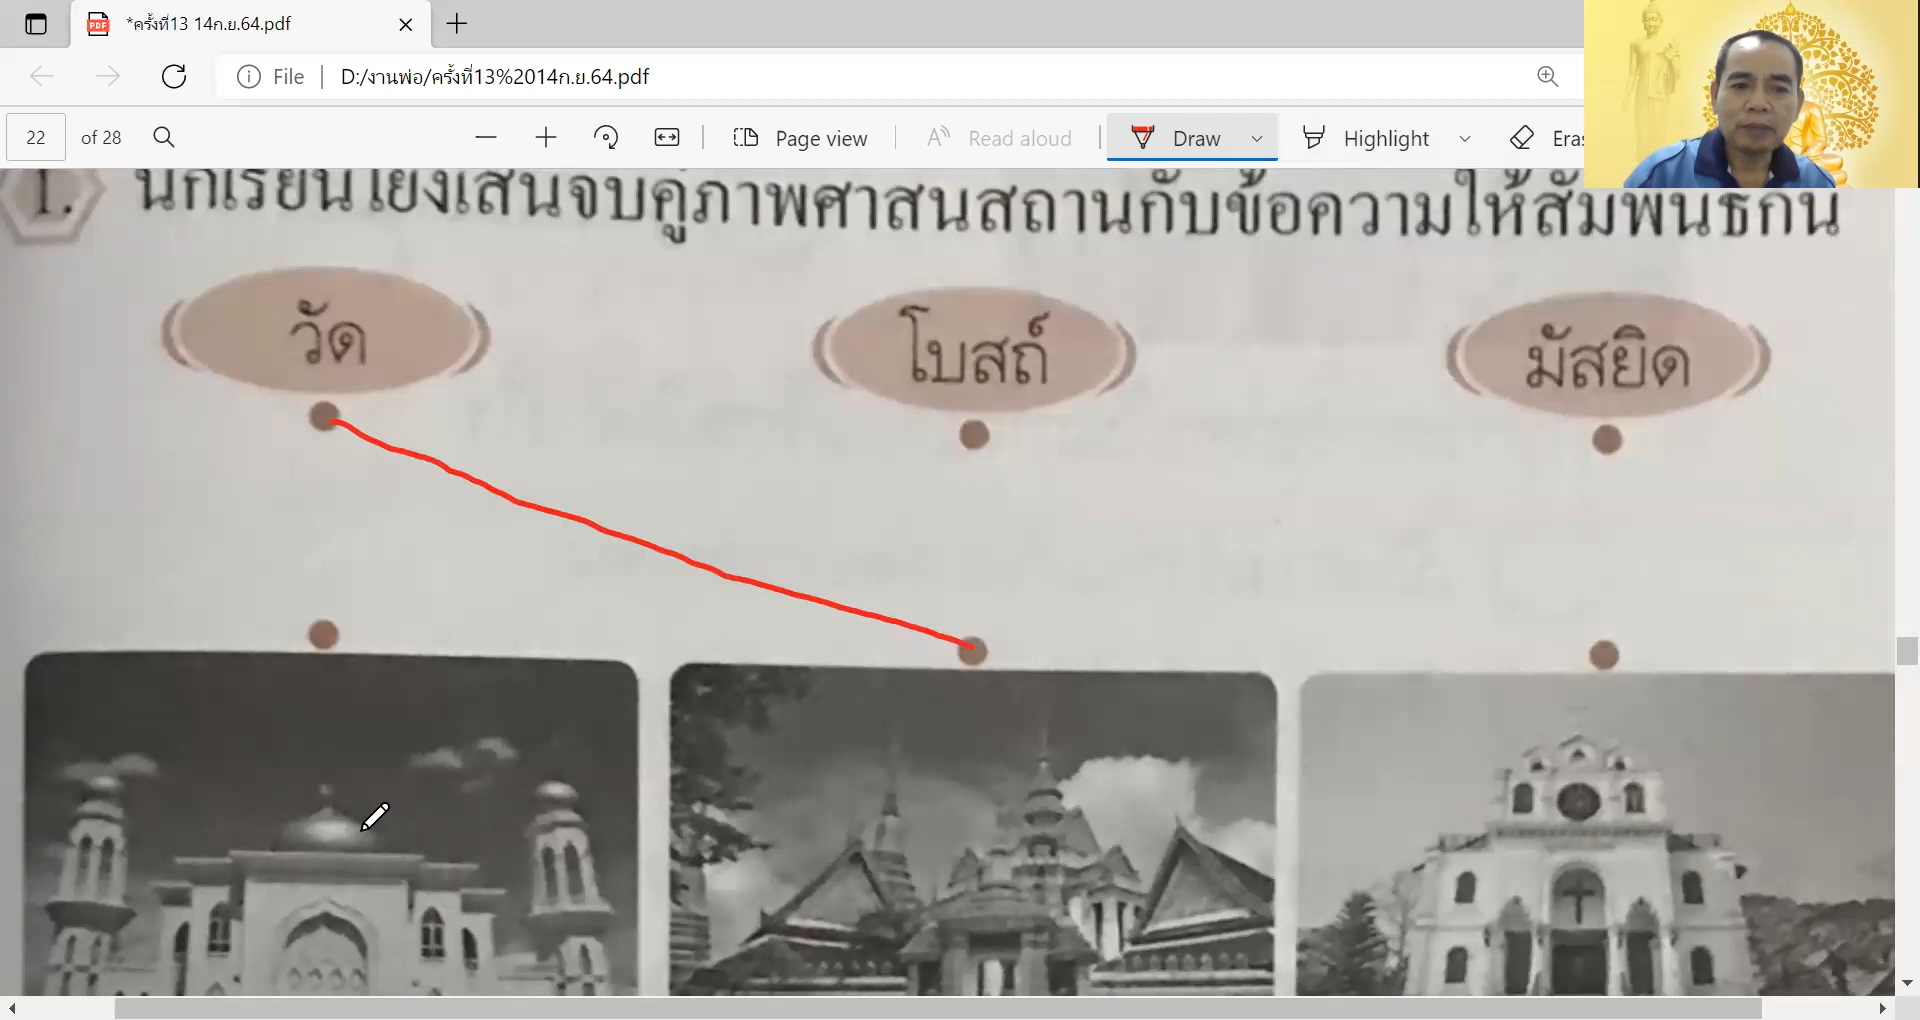 *ครั้งที่13 14ก.ย.64.pdf
File
D:/งานพ่อ/ครั้งที่13%2014ก.ย.64.pdf
22 of 28
Page view
Read aloud
Draw
Highlight
1. นักเรียนโยงเส้นจับคู่ภาพศาสนสถานกับข้อความให้สัมพันธ์กัน
วัด โบสถ์ มัสยิด